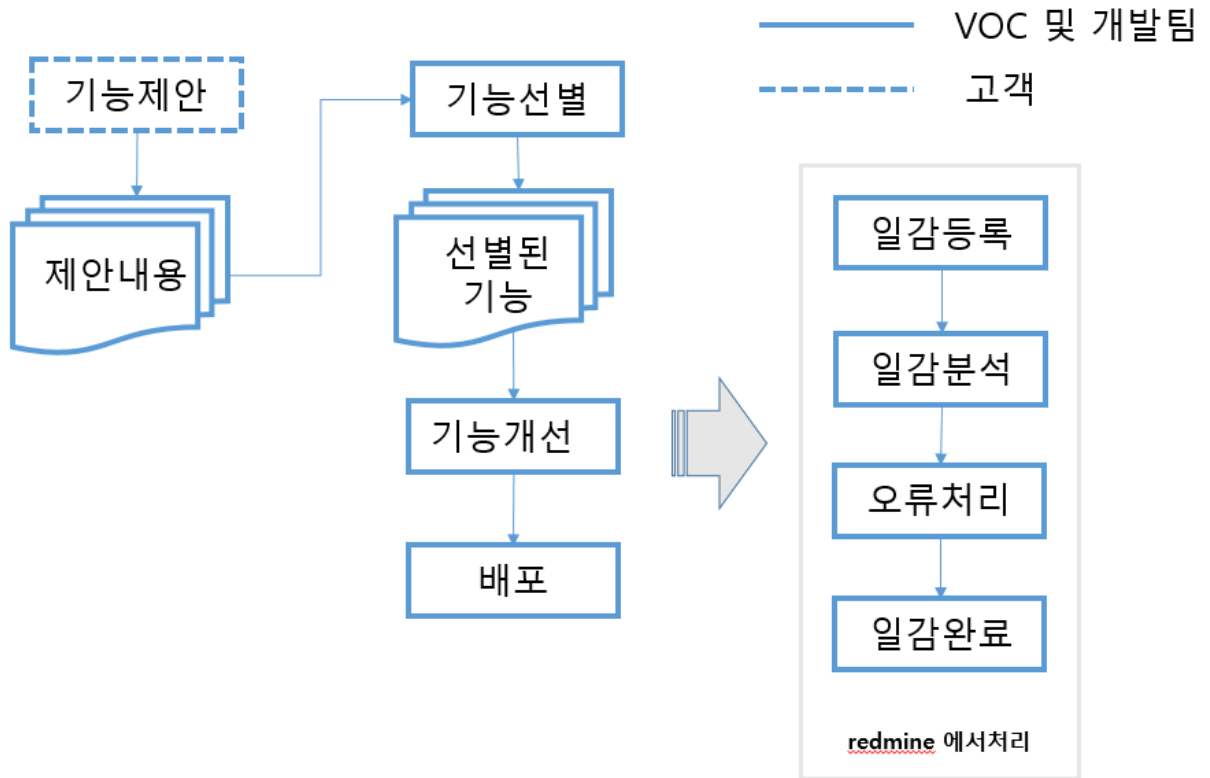 VOC 및 개발팀
고객
기능제안
제안내용
기능선별
선별된
기능
기능개선
배포
일감등록
일감분석
오류처리
일감완료
redmine 에서처리